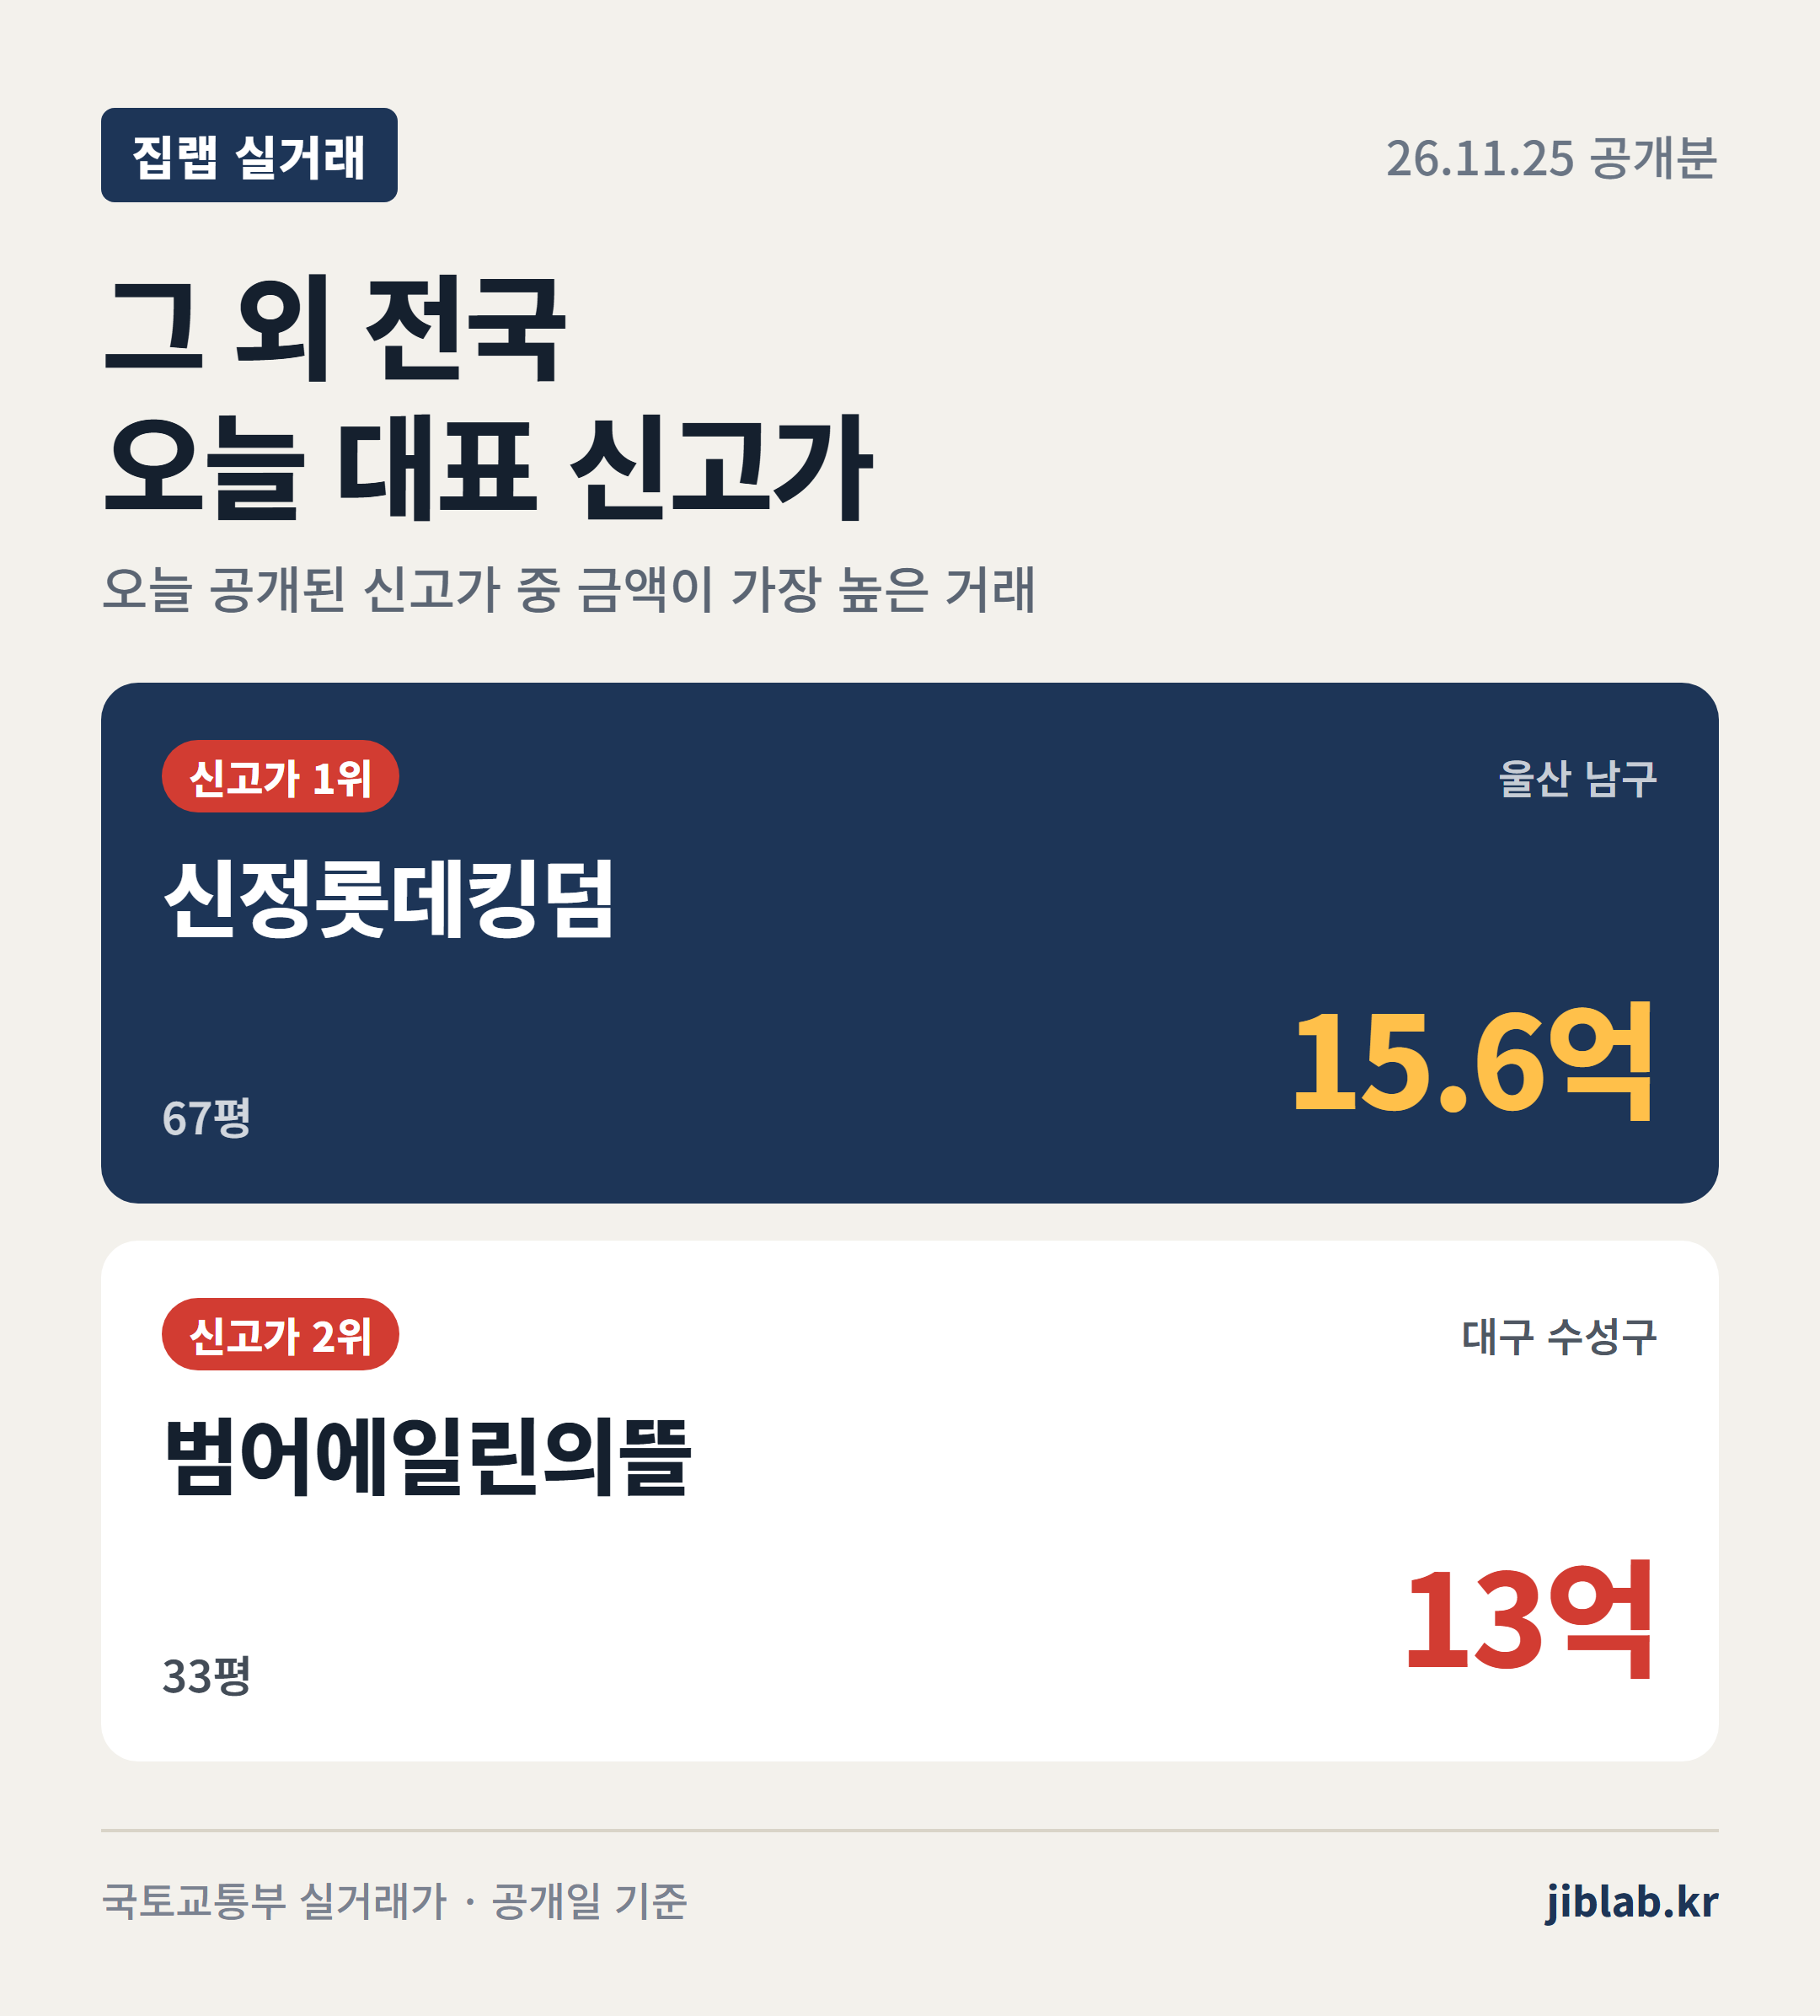 집랩 실거래
26.11.25 공개분
그 외 전국
오늘 대표 신고가
오늘 공개된 신고가 중 금액이 가장 높은 거래
신고가 1위
울산 남구
신정롯데킹덤
67평
15.6억
신고가 2위
대구 수성구
범어에일린의뜰
33평
13억
국토교통부 실거래가 · 공개일 기준
jiblab.kr